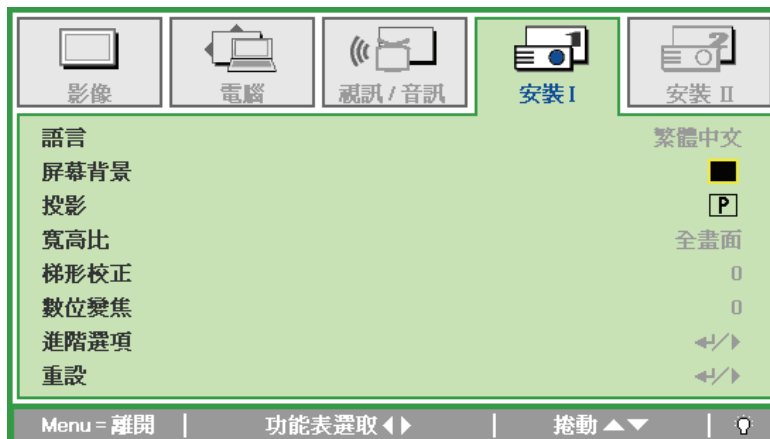 影像 電腦 視訊 / 音訊 安裝 I 安裝 II
語言 繁體中文
屏幕背景
投影 P
寬高比 全畫面
梯形校正 0
數位變焦 0
進階選項
重設
Menu = 離開 功能表選取 捲動